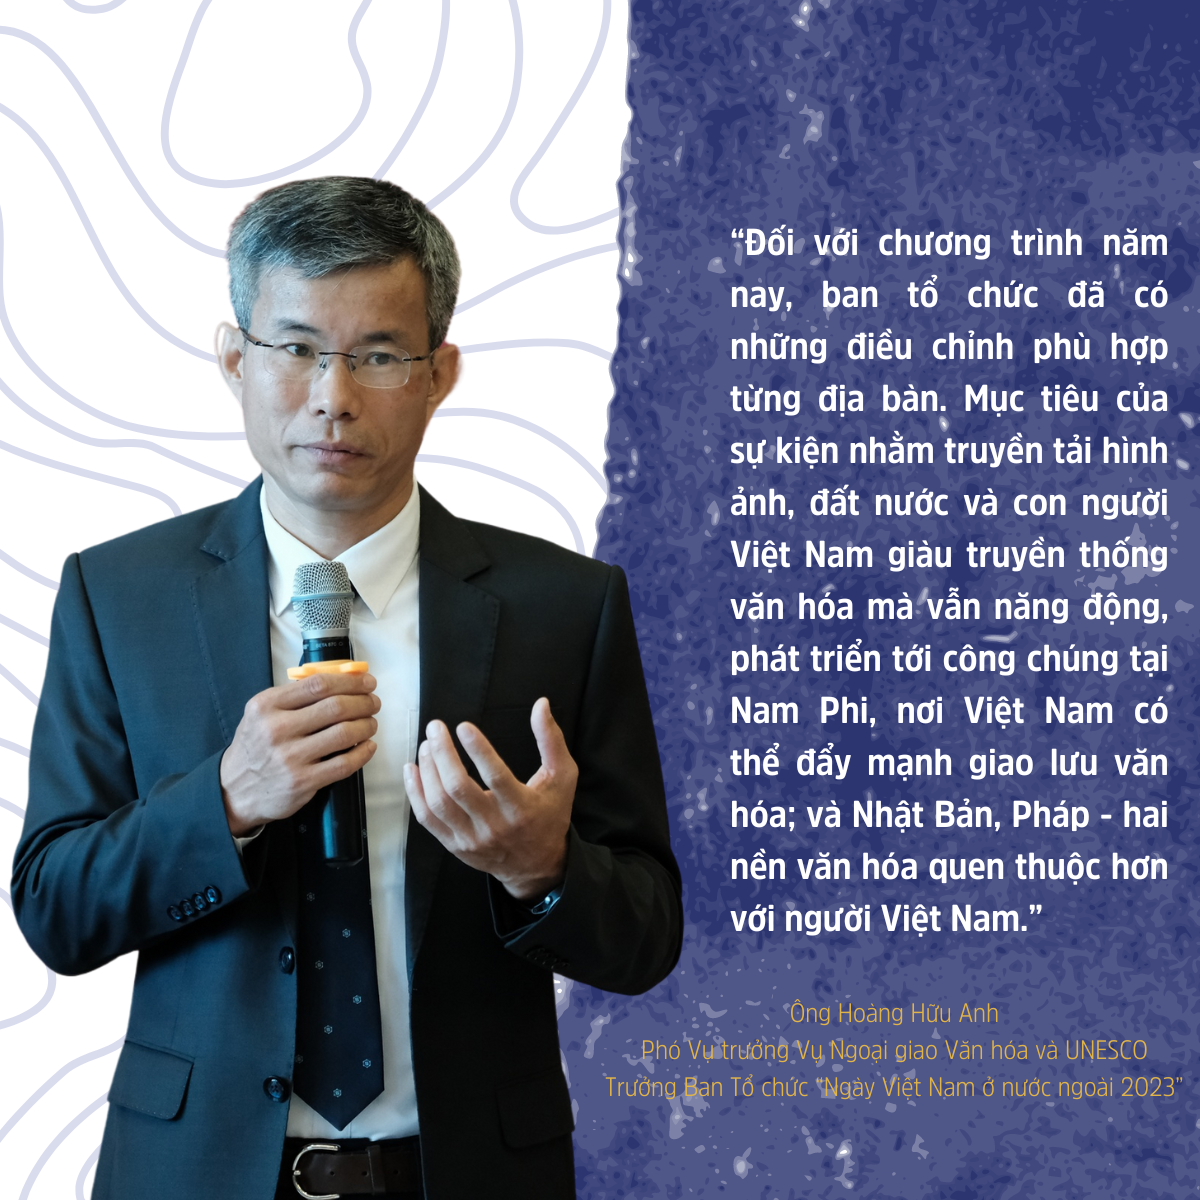 “Đối với chương trình năm
nay, ban tổ chức đã có
những điều chỉnh phù hợp
từng địa bàn. Mục tiêu của
sự kiện nhằm truyền tải hình
ảnh, đất nước và con người
Việt Nam giàu truyền thống
văn hóa mà vẫn năng động,
phát triển tới công chúng tại
Nam Phi, nơi Việt Nam có
thể đẩy mạnh giao lưu văn
hóa; và Nhật Bản, Pháp - hai
nền văn hóa quen thuộc hơn
với người Việt Nam.”
Ông Hoàng Hữu Anh
Phó Vụ trưởng Vụ Ngoại giao Văn hóa và UNESCO
Trưởng Ban Tổ chức “Ngày Việt Nam ở nước ngoài 2023”